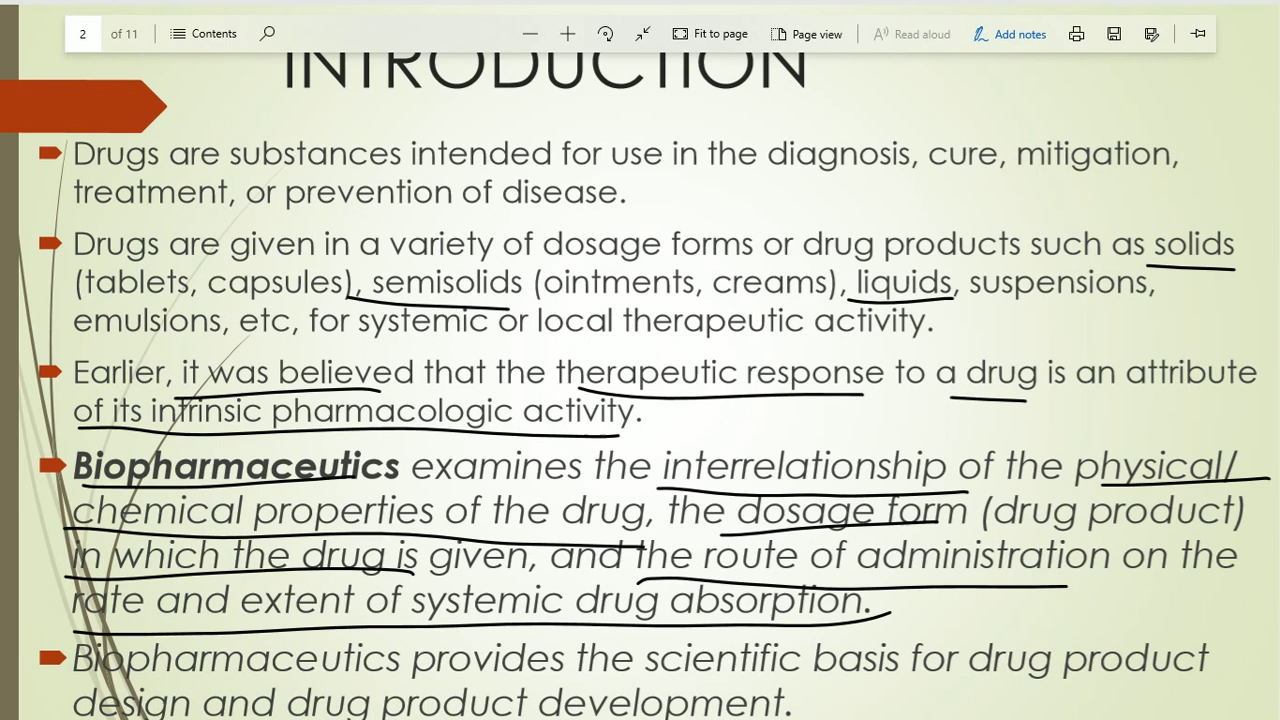 2 of 11 Contents Fit to page Page view Read aloud Add notes
INTRODUCTION
Drugs are substances intended for use in the diagnosis, cure, mitigation,
treatment, or prevention of disease.
Drugs are given in a variety of dosage forms or drug products such as solids
(tablets, capsules), semisolids (ointments, creams), liquids, suspensions,
emulsions, etc, for systemic or local therapeutic activity.
Earlier, it was believed that the therapeutic response to a drug is an attribute
of its intrinsic pharmacologic activity.
Biopharmaceutics examines the interrelationship of the physical/
chemical properties of the drug, the dosage form (drug product)
in which the drug is given, and the route of administration on the
rate and extent of systemic drug absorption.
Biopharmaceutics provides the scientific basis for drug product
design and drug product development.